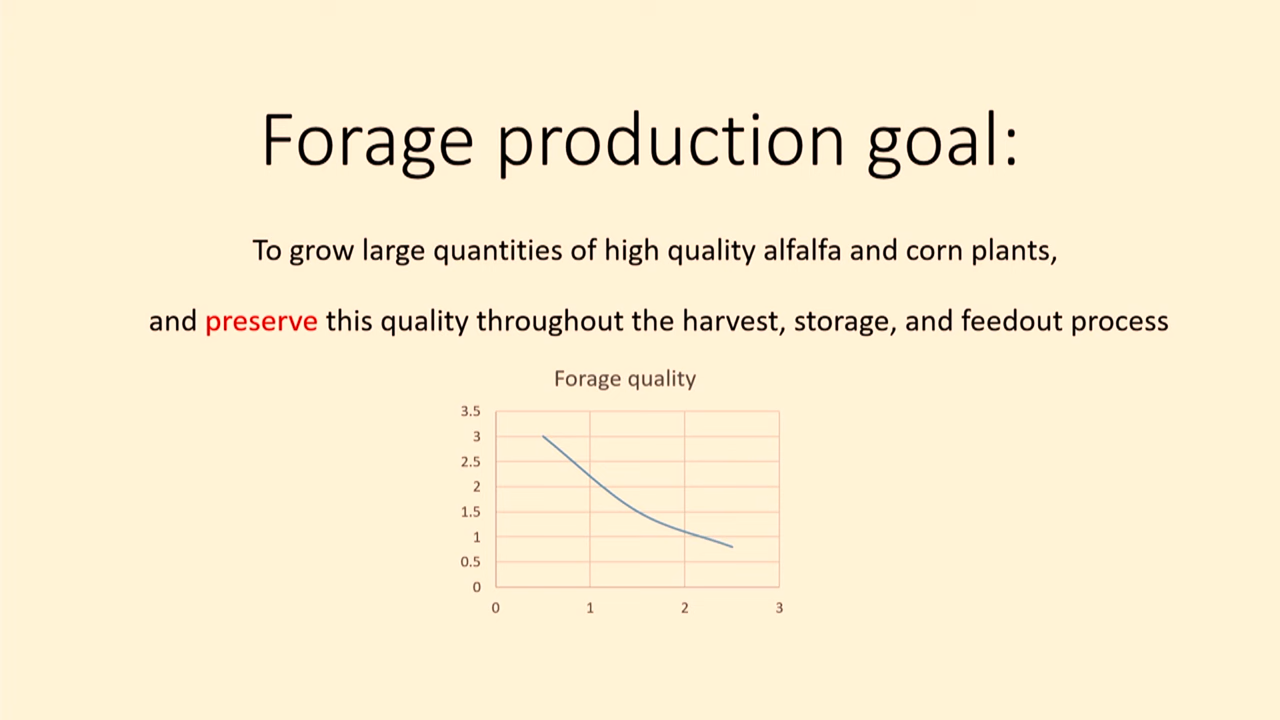 Forage production goal:
To grow large quantities of high quality alfalfa and corn plants,
and preserve this quality throughout the harvest, storage, and feedout process
Forage quality
3.5
3
2.5
2
1.5
1
0.5
0
0 1 2 3